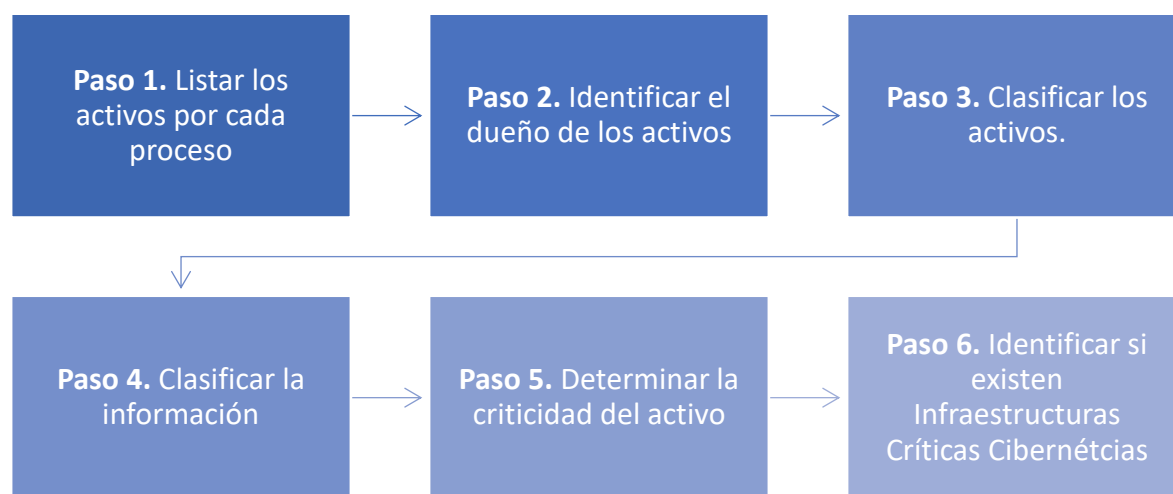 Paso 1. Listar los
activos por cada
proceso
Paso 2. Identificar el
dueño de los activos
Paso 3. Clasificar los
activos.
Paso 4. Clasificar la
información
Paso 5. Determinar la
criticidad del activo
Paso 6. Identificar si
existen
Infraestructuras
Críticas Cibernétcias